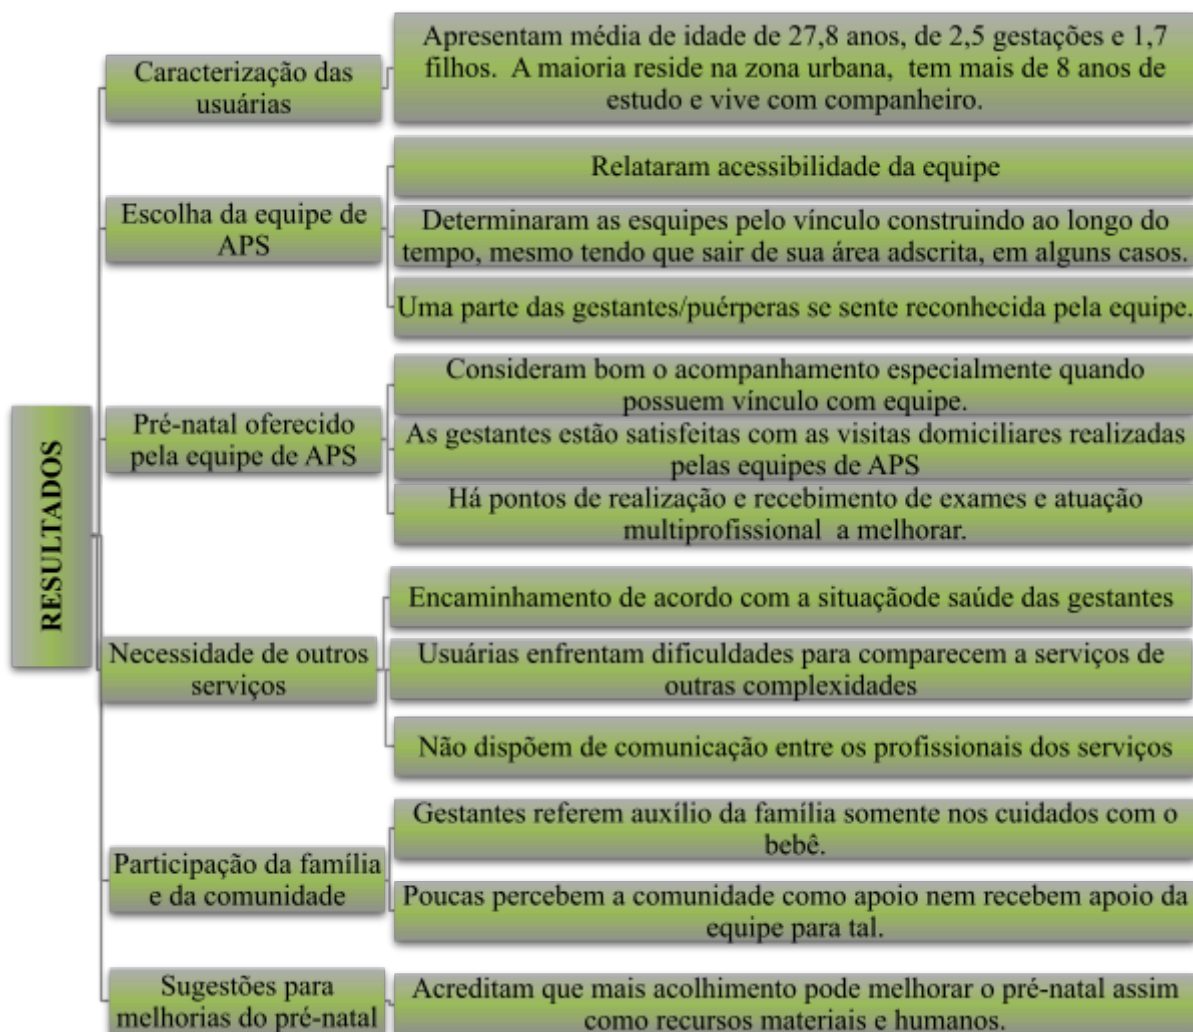 RESULTADOS
Caracterização das
usuárias
Apresentam média de idade de 27,8 anos, de 2,5 gestações e 1,7
filhos. A maioria reside na zona urbana, tem mais de 8 anos de
estudo e vive com companheiro.
Escolha da equipe de
APS
Relataram acessibilidade da equipe
Determinaram as esquipes pelo vínculo construindo ao longo do
tempo, mesmo tendo que sair de sua área adscrita, em alguns casos.
Uma parte das gestantes/puérperas se sente reconhecida pela equipe.
Pré-natal oferecido
pela equipe de APS
Consideram bom o acompanhamento especialmente quando
possuem vínculo com equipe.
As gestantes estão satisfeitas com as visitas domiciliares realizadas
pelas equipes de APS
Há pontos de realização e recebimento de exames e atuação
multiprofissional a melhorar.
Necessidade de outros
serviços
Encaminhamento de acordo com a situaçãode saúde das gestantes
Usuárias enfrentam dificuldades para comparecem a serviços de
outras complexidades
Não dispõem de comunicação entre os profissionais dos serviços
Participação da família
e da comunidade
Gestantes referem auxílio da família somente nos cuidados com o
bebê.
Poucas percebem a comunidade como apoio nem recebem apoio da
equipe para tal.
Sugestões para
melhorias do pré-natal
Acreditam que mais acolhimento pode melhorar o pré-natal assim
como recursos materiais e humanos.